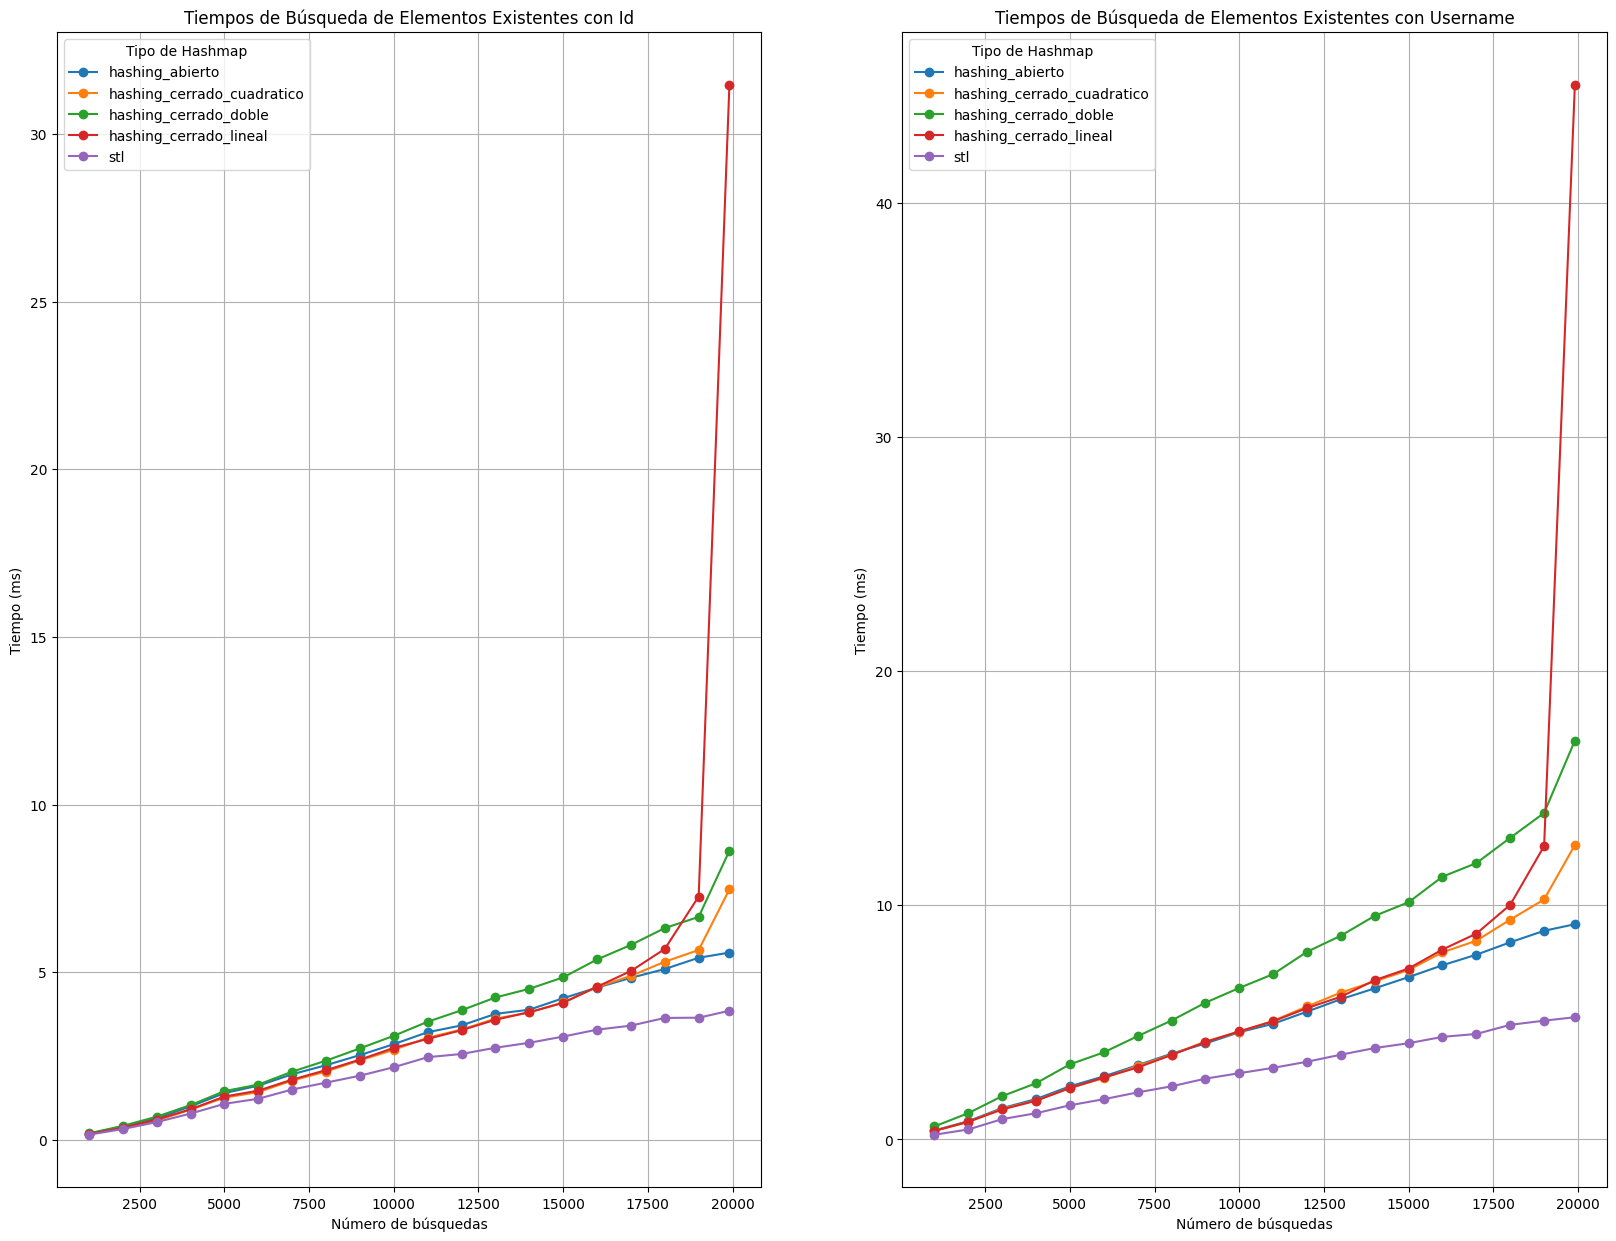 Tiempos de Búsqueda de Elementos Existentes con Id
Tipo de Hashmap
hashing_abierto
hashing_cerrado_cuadratico
hashing_cerrado_doble
hashing_cerrado_lineal
stl
30
25
20
15
10
5
0
Tiempo (ms)
2500 5000 7500 10000 12500 15000 17500 20000
Número de búsquedas
Tiempos de Búsqueda de Elementos Existentes con Username
Tipo de Hashmap
hashing_abierto
hashing_cerrado_cuadratico
hashing_cerrado_doble
hashing_cerrado_lineal
stl
40
30
20
10
0
Tiempo (ms)
2500 5000 7500 10000 12500 15000 17500 20000
Número de búsquedas